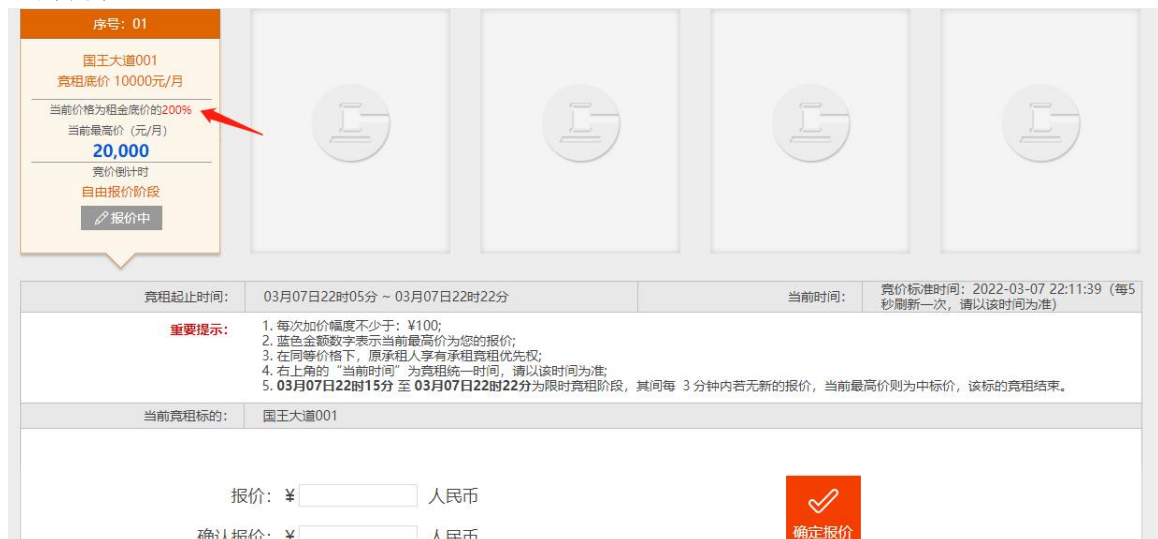 序号：01
国王大道001
竞租底价 10000元/月
当前价格为租金底价的200%
当前最高价（元/月）
20,000
竞价倒计时
自由报价阶段
报价中
竞租起止时间：
03月07日22时05分 ~ 03月07日22时22分
当前时间：
竞价标准时间：2022-03-07 22:11:39（每5
秒刷新一次，请以该时间为准）
重要提示：
1. 每次加价幅度不少于：¥100;
2. 蓝色金额数字表示当前最高价为您的报价;
3. 在同等价格下，原承租人享有承租竞租优先权;
4. 右上角的“当前时间”为竞租统一时间，请以该时间为准;
5. 03月07日22时15分 至 03月07日22时22分为限时竞租阶段，其间每 3 分钟内若无新的报价，当前最高价则为中标价，该标的竞租结束。
当前竞租标的：
国王大道001
报价：¥ 人民币
确认报价：¥ 人民币
确定报价